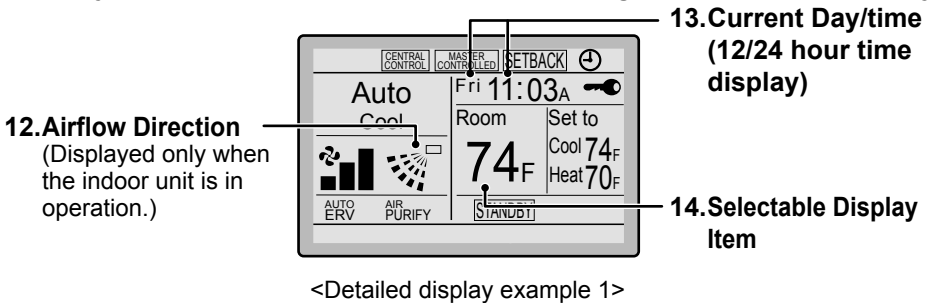 13.Current Day/time
(12/24 hour time
display)
CENTRAL CONTROL
MASTER CONTROLLED
SETBACK
Fri 11:03A
Auto
Cool
Room
74F
Set to
Cool 74F
Heat 70F
AUTO ERV
AIR PURIFY
STANDBY
12.Airflow Direction
(Displayed only when
the indoor unit is in
operation.)
14.Selectable Display
Item
<Detailed display example 1>